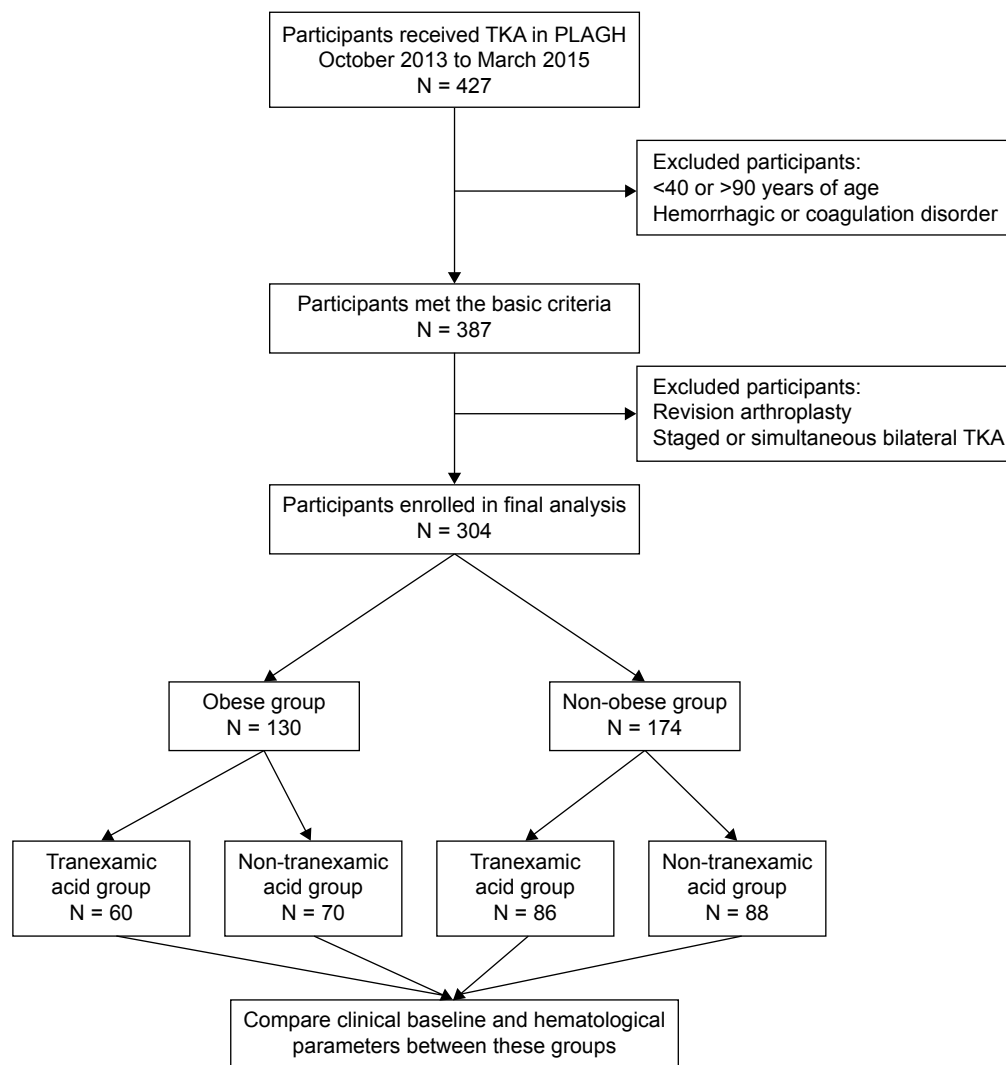 Participants received TKA in PLAGH
October 2013 to March 2015
N = 427
Excluded participants:
<40 or >90 years of age
Hemorrhagic or coagulation disorder
Participants met the basic criteria
N = 387
Excluded participants:
Revision arthroplasty
Staged or simultaneous bilateral TKA
Participants enrolled in final analysis
N = 304
Obese group
N = 130
Non-obese group
N = 174
Tranexamic
acid group
N = 60
Non-tranexamic
acid group
N = 70
Tranexamic
acid group
N = 86
Non-tranexamic
acid group
N = 88
Compare clinical baseline and hematological
parameters between these groups